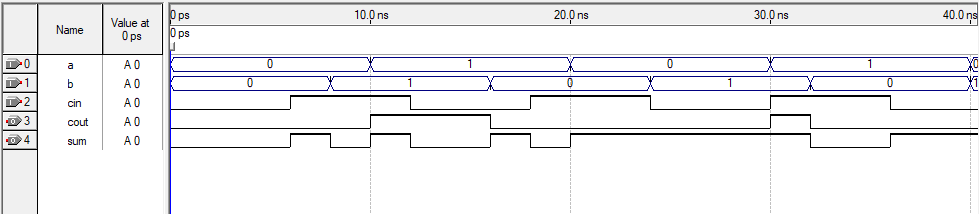 0 ps 10.0 ns 20.0 ns 30.0 ns 40.0 ns
Name Value at 0 ps
0 ps
0 a A 0 0 1 0 1 0
1 b A 0 0 1 0 1 0 1
2 cin A 0
3 cout A 0
4 sum A 0